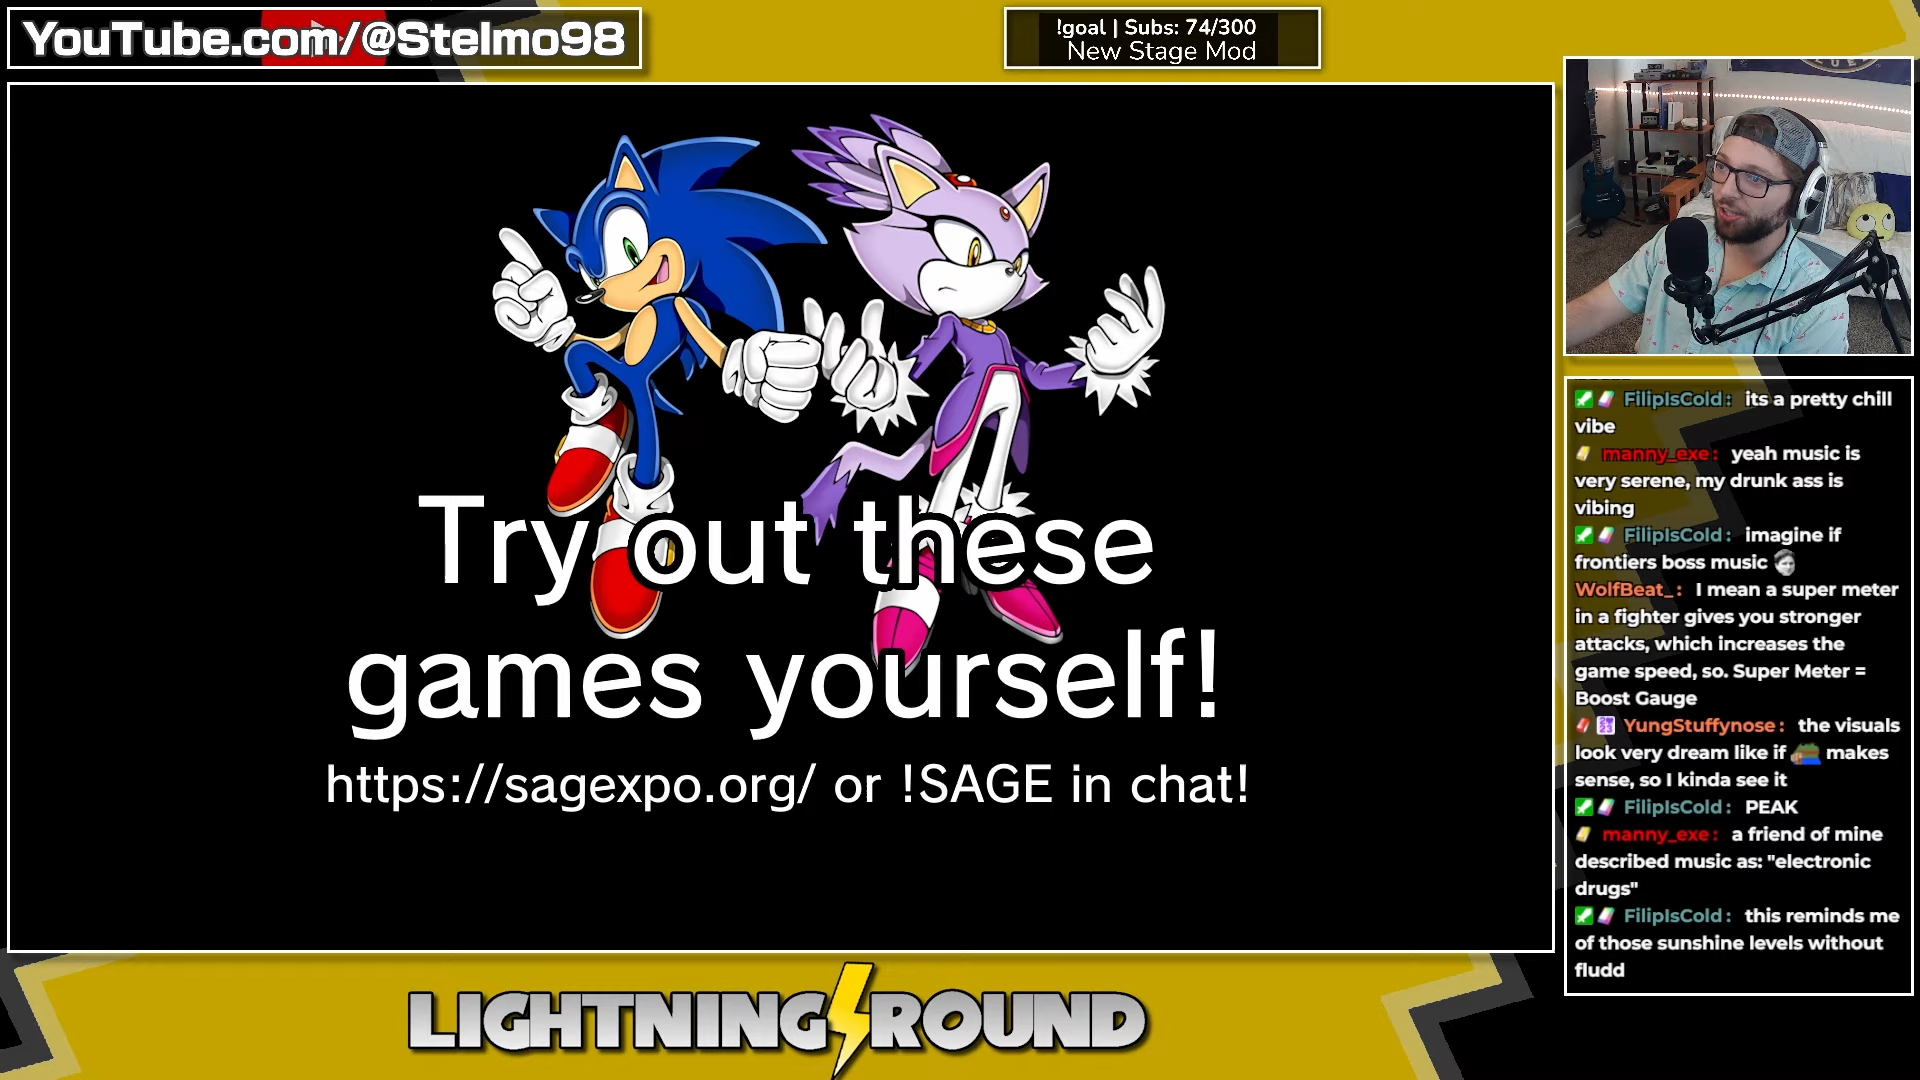 YouTube.com/@Stelmo98
!goal | Subs: 74/300
New Stage Mod
Try out these
games yourself!
https://sagexpo.org/ or !SAGE in chat!
LIGHTNING ROUND
FilipIsCold: its a pretty chill
vibe
manny_exe: yeah music is
very serene, my drunk ass is
vibing
FilipIsCold: imagine if
frontiers boss music
WolfBeat_: I mean a super meter
in a fighter gives you stronger
attacks, which increases the
game speed, so. Super Meter =
Boost Gauge
YungStuffynose: the visuals
look very dream like if makes
sense, so I kinda see it
FilipIsCold: PEAK
manny_exe: a friend of mine
described music as: "electronic
drugs"
FilipIsCold: this reminds me
of those sunshine levels without
fludd